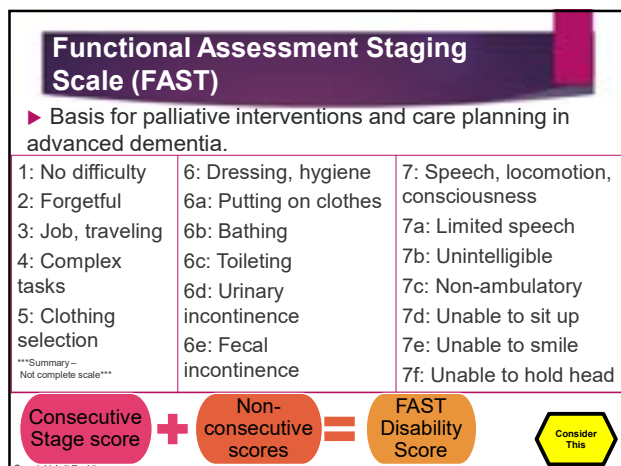 Functional Assessment Staging
Scale (FAST)
▶ Basis for palliative interventions and care planning in
advanced dementia.
1: No difficulty
2: Forgetful
3: Job, traveling
4: Complex
tasks
5: Clothing
selection
***Summary –
Not complete scale***
6: Dressing, hygiene
6a: Putting on clothes
6b: Bathing
6c: Toileting
6d: Urinary
incontinence
6e: Fecal
incontinence
7: Speech, locomotion,
consciousness
7a: Limited speech
7b: Unintelligible
7c: Non-ambulatory
7d: Unable to sit up
7e: Unable to smile
7f: Unable to hold head
Consecutive
Stage score
+
Non-
consecutive
scores
=
FAST
Disability
Score
Consider
This